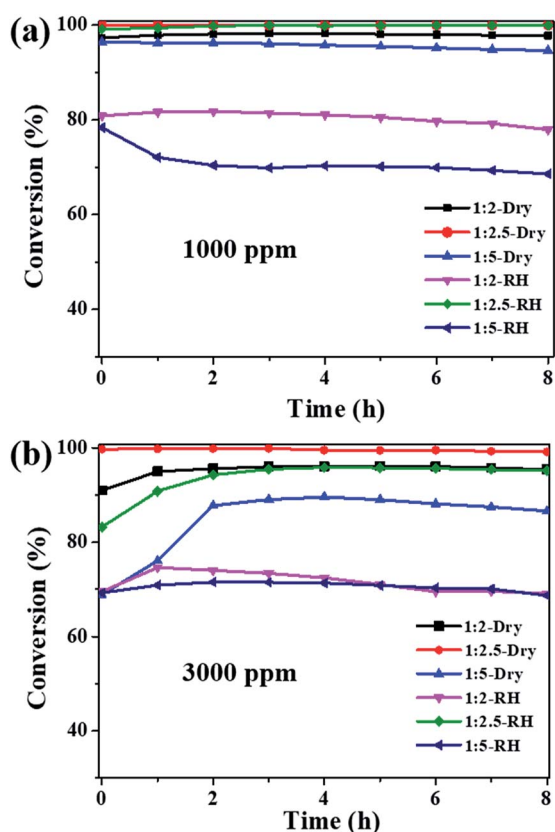 (a)
100
80
60
40
Conversion (%)
1:2-Dry
1:2.5-Dry
1:5-Dry
1:2-RH
1:2.5-RH
1:5-RH
1000 ppm
0 2 4 6 8
Time (h)
(b)
100
80
60
40
Conversion (%)
1:2-Dry
1:2.5-Dry
1:5-Dry
1:2-RH
1:2.5-RH
1:5-RH
3000 ppm
0 2 4 6 8
Time (h)